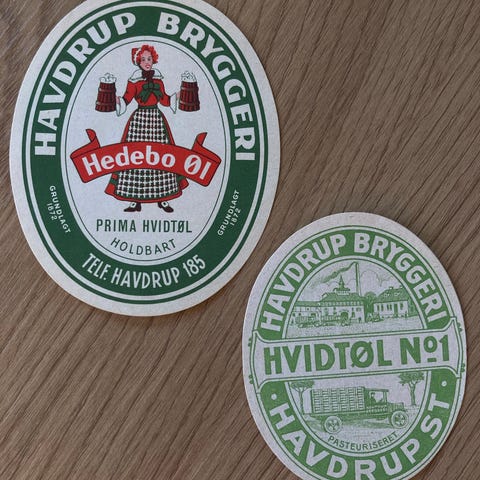 HAVDRUP BRYGGERI
Hedebo Øl
GRUNDLAGT
1872
GRUNDLAGT
1872
PRIMA HVIDTØL
HOLDBART
TELF. HAVDRUP 185
HAVDRUP BRYGGERI
HVIDTØL No1
PASTEURISERET
HAVDRUP ST.